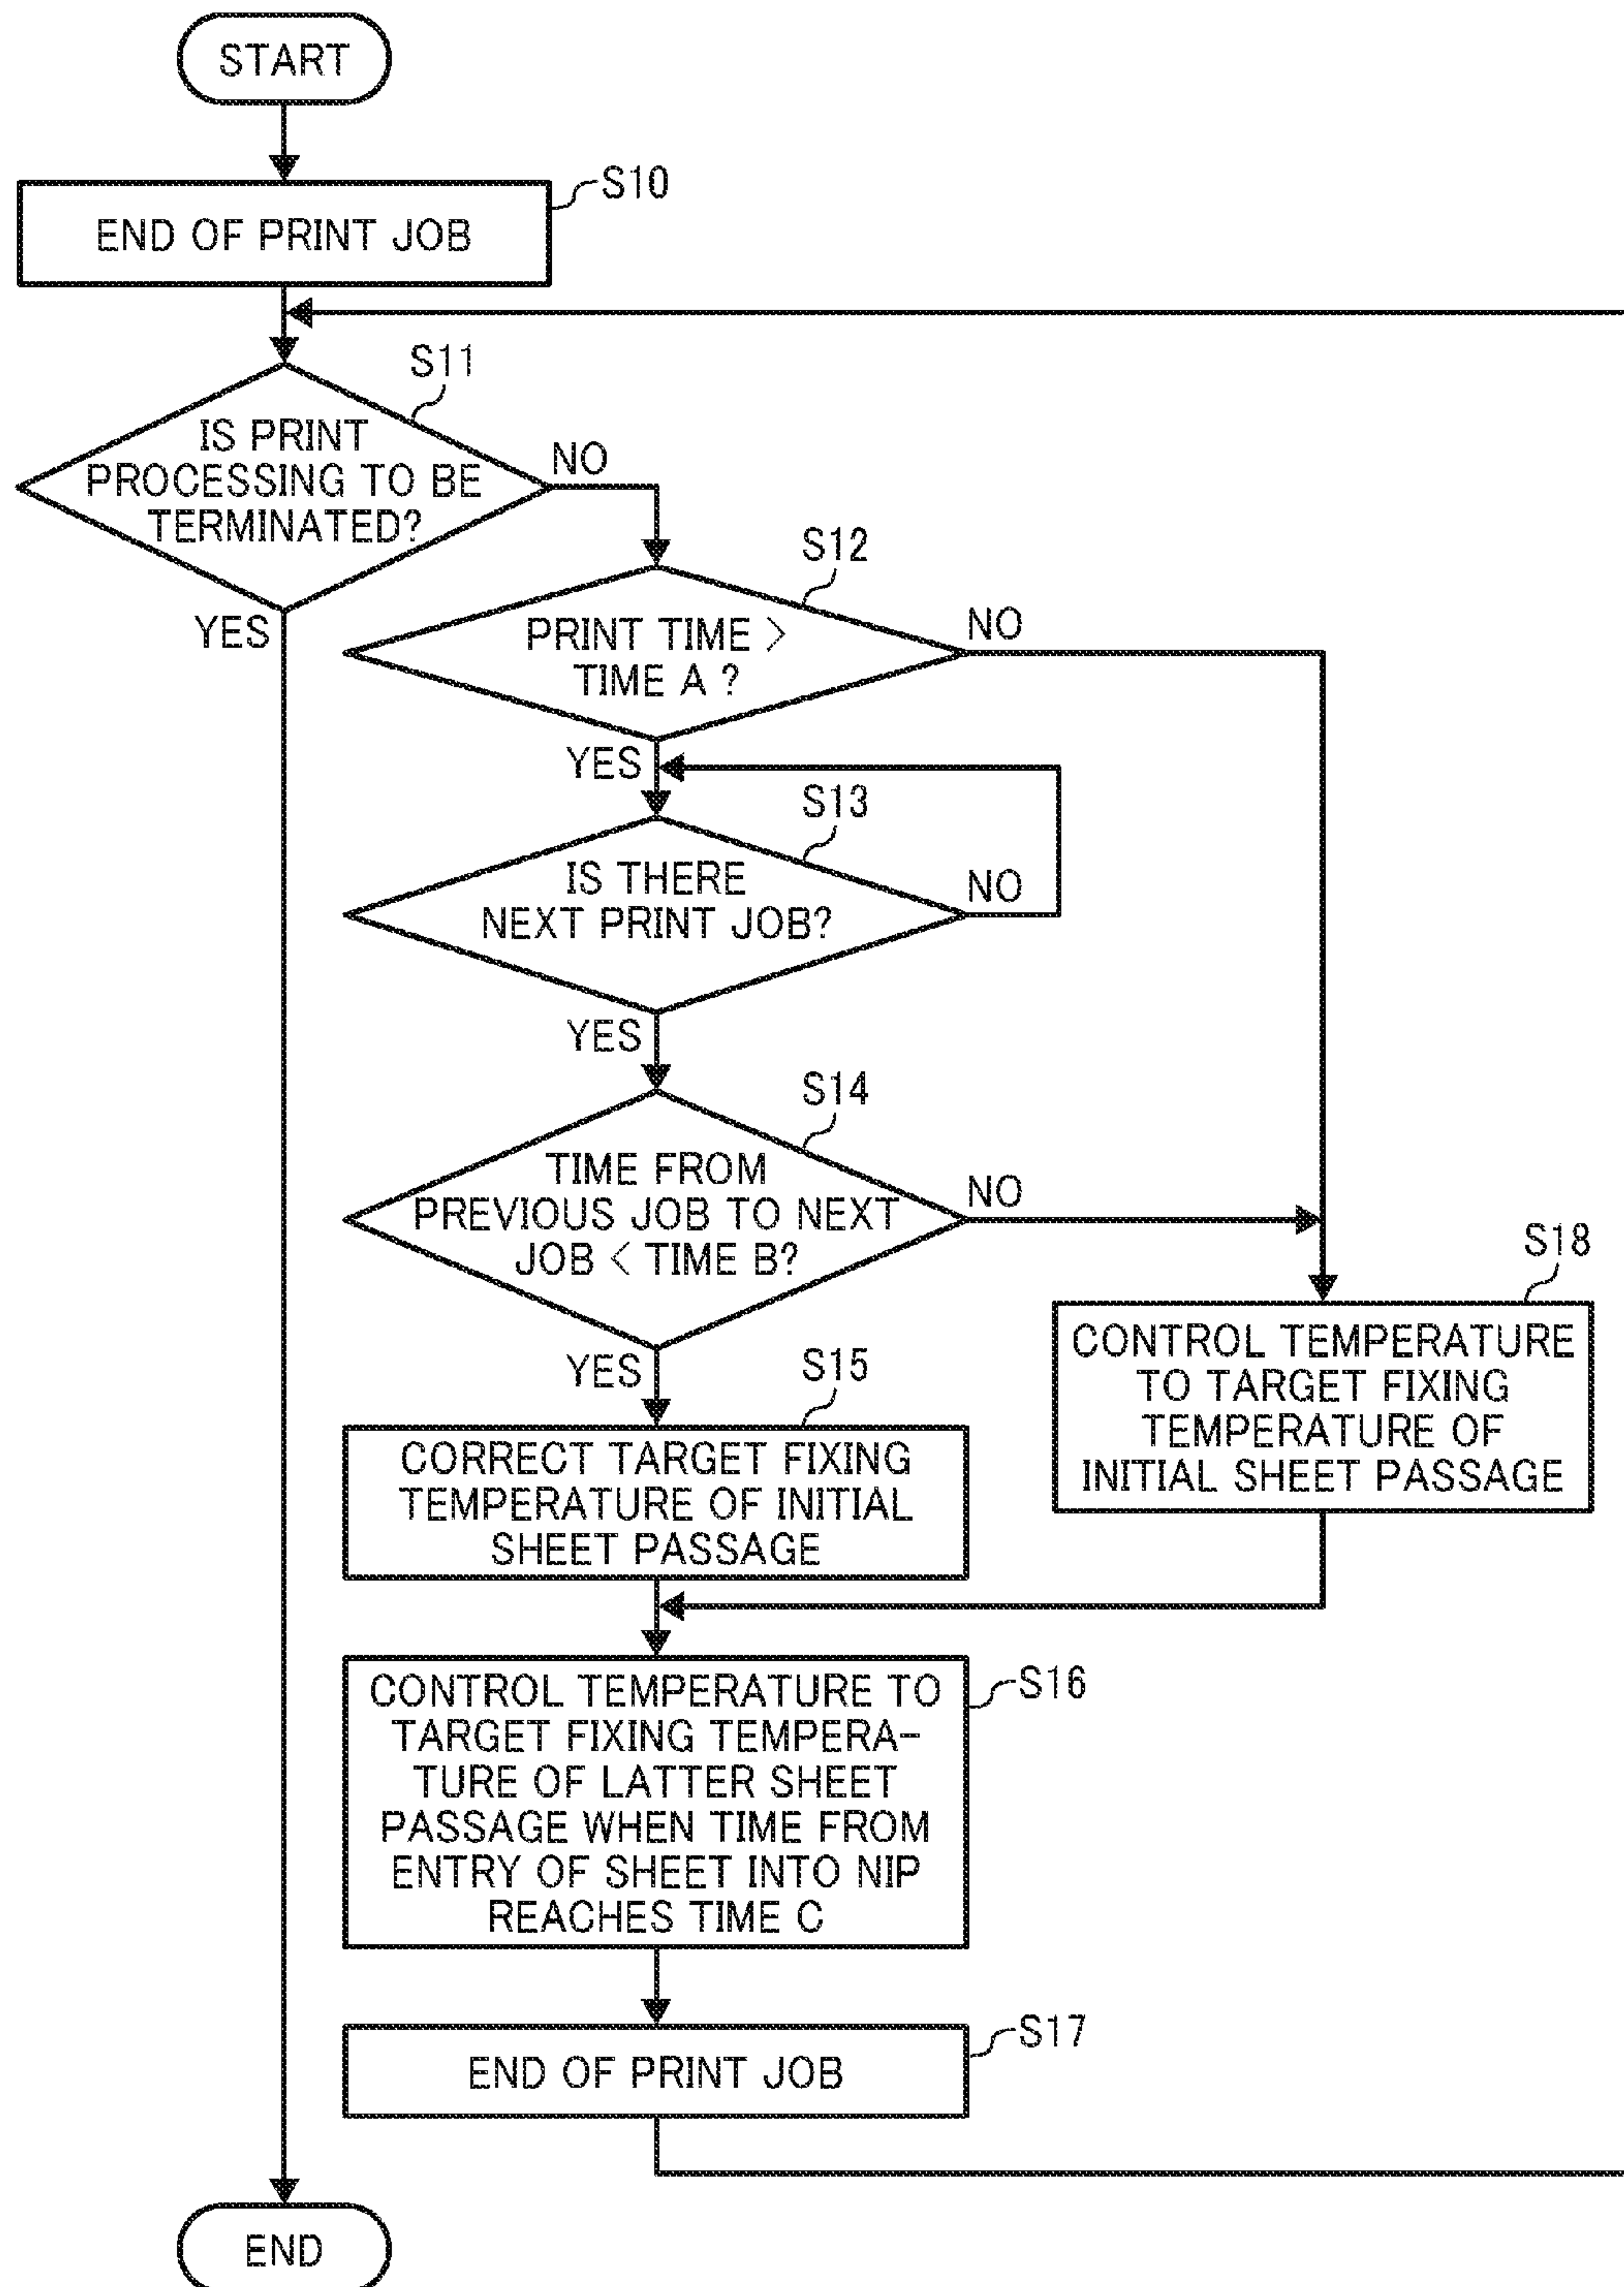 START
S10
END OF PRINT JOB
S11
IS PRINT
PROCESSING TO BE
TERMINATED?
NO
YES
S12
PRINT TIME >
TIME A ?
NO
YES
S13
IS THERE
NEXT PRINT JOB?
NO
YES
S14
TIME FROM
PREVIOUS JOB TO NEXT
JOB < TIME B?
NO
YES
S15
CORRECT TARGET FIXING
TEMPERATURE OF INITIAL
SHEET PASSAGE
S18
CONTROL TEMPERATURE
TO TARGET FIXING
TEMPERATURE OF
INITIAL SHEET PASSAGE
S16
CONTROL TEMPERATURE TO
TARGET FIXING TEMPERA-
TURE OF LATTER SHEET
PASSAGE WHEN TIME FROM
ENTRY OF SHEET INTO NIP
REACHES TIME C
S17
END OF PRINT JOB
END